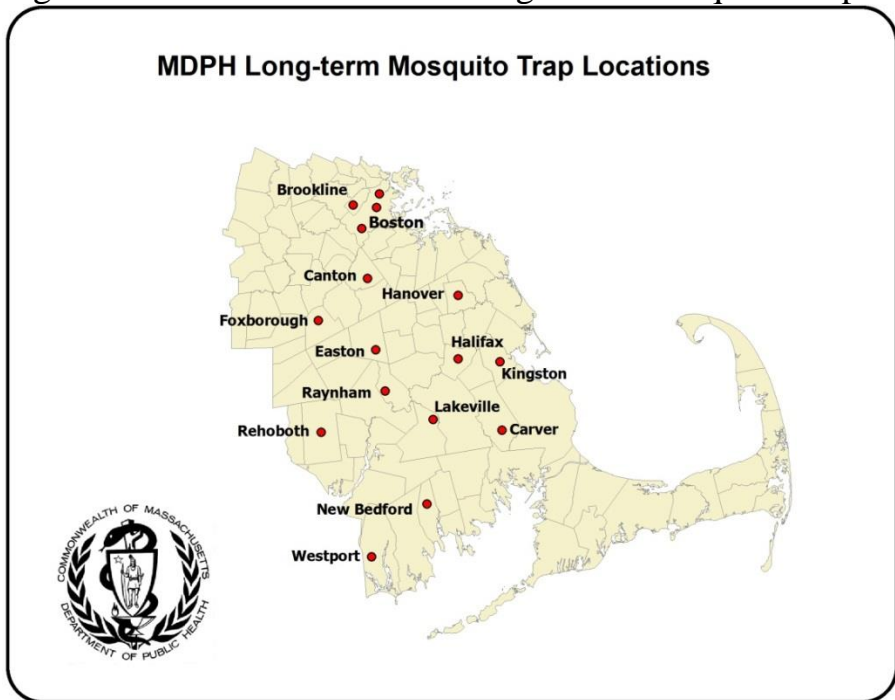 MDPH Long-term Mosquito Trap Locations
Brookline
Boston
Canton
Hanover
Foxborough
Easton
Halifax
Kingston
Raynham
Lakeville
Rehoboth
Carver
New Bedford
Westport
COMMONWEALTH OF MASSACHUSETTS
DEPARTMENT OF PUBLIC HEALTH